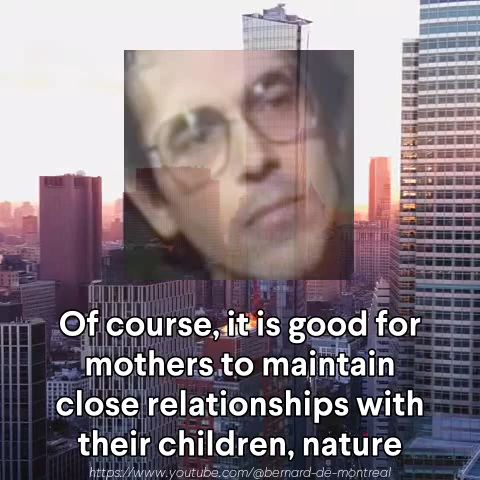 Of course, it is good for
mothers to maintain
close relationships with
their children, nature
https://www.youtube.com/@bernard-de-montreal